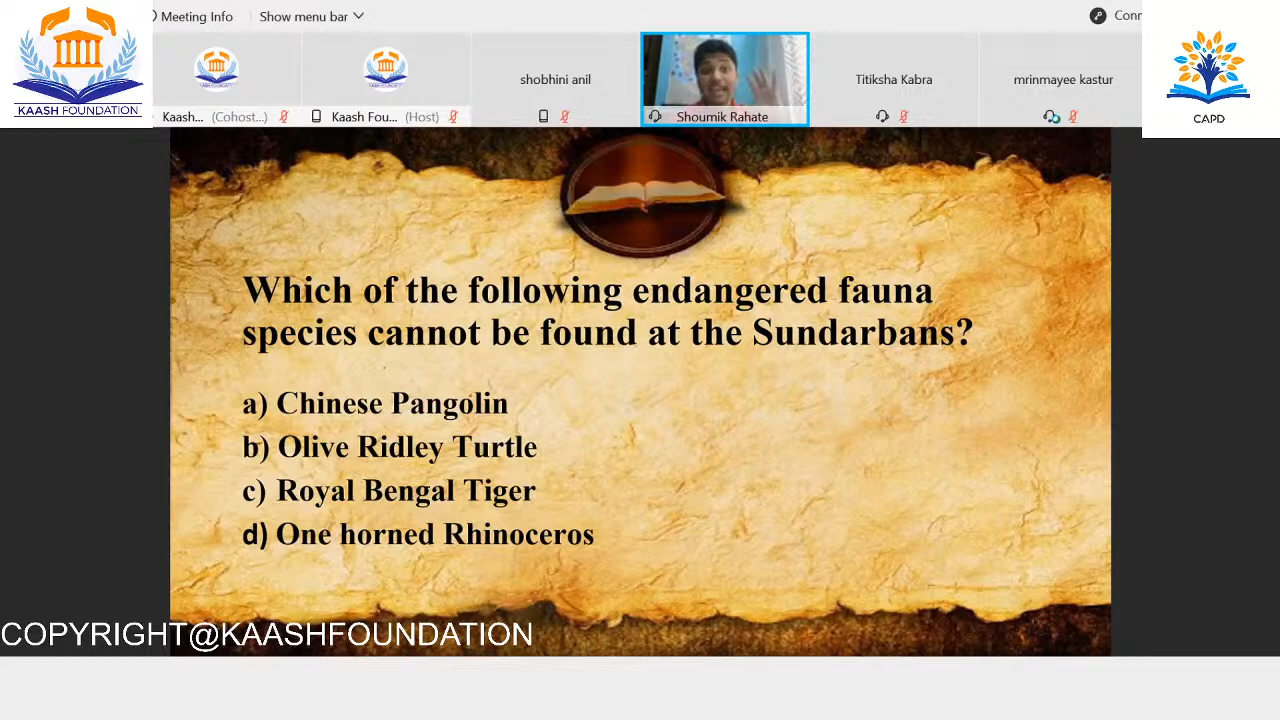 Meeting Info
Show menu bar
Conn
KAASH FOUNDATION
Kaash... (Cohost...)
Kaash Fou... (Host)
shobhini anil
Shoumik Rahate
Titiksha Kabra
mrinmayee kastur
CAPD
Which of the following endangered fauna
species cannot be found at the Sundarbans?
a) Chinese Pangolin
b) Olive Ridley Turtle
c) Royal Bengal Tiger
d) One horned Rhinoceros
COPYRIGHT@KAASHFOUNDATION